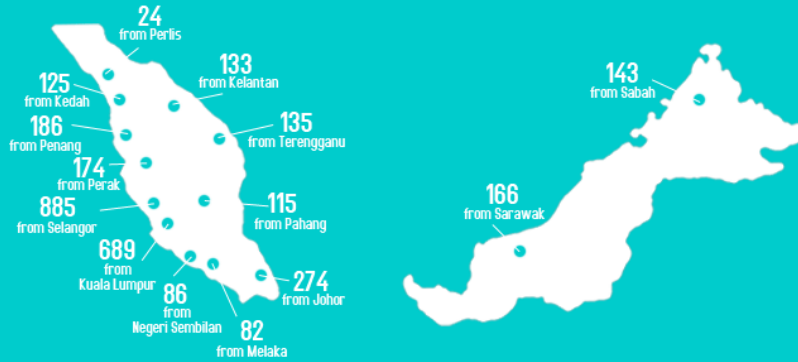 24
from Perlis
133
from Kelantan
125
from Kedah
186
from Penang
135
from Terengganu
174
from Perak
885
from Selangor
115
from Pahang
689
from
Kuala Lumpur
86
from
Negeri Sembilan
274
from Johor
82
from Melaka
143
from Sabah
166
from Sarawak